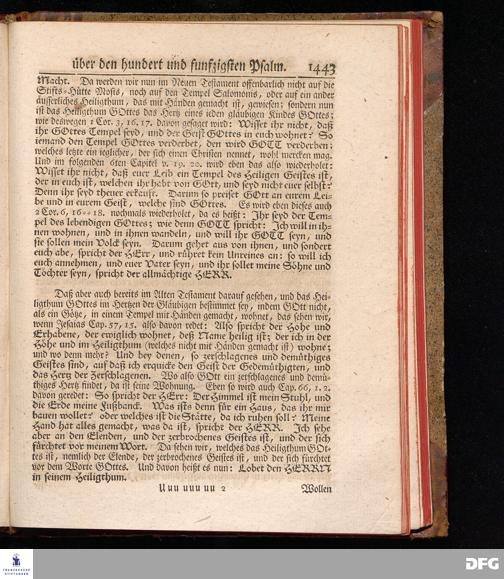 über den hundert und funfzigsten Psalm. 1443
Macht. Da werden wir nun im Neuen Testament offenbarlich nicht auf die
Stifts-Hütte Mosis, noch auf den Tempel Salomonis, oder auf ein ander
äusserliches Heiligthum, das mit Händen gemacht ist, gewiesen; sondern nun
ist das Heiligthum GOttes das Hertz eines jeden gläubigen Kindes GOttes;
wie deswegen 1 Cor. 3, 16. 17. davon gesaget wird: Wisset ihr nicht, daß
ihr GOttes Tempel seyd, und der Geist GOttes in euch wohnet? So
iemand den Tempel GOttes verderbet, den wird GOTT verderben;
welches letzte ein ieglicher, der sich einen Christen nennet, wohl mercken mag.
Und im folgenden 6ten Capitel v. 19. 20. wird eben das also wiederholet:
Wisset ihr nicht, daß euer Leib ein Tempel des Heiligen Geistes ist,
der in euch ist, welchen ihr habt von GOtt, und seyd nicht euer selbst?
Denn ihr seyd theuer erkauft. Darum so preiset GOtt an eurem Lei-
be und in eurem Geist, welche sind GOttes. Es wird eben dieses auch
2 Cor. 6, 16--18. nochmals wiederholet, da es heißt: Ihr seyd der Tem-
pel des lebendigen GOttes; wie denn GOTT spricht: Ich will in ih-
nen wohnen, und in ihnen wandeln, und will ihr GOTT seyn, und
sie sollen mein Volck seyn. Darum gehet aus von ihnen, und sondert
euch abe, spricht der HErr, und rühret kein Unreines an: so will ich
euch annehmen, und euer Vater seyn, und ihr sollet meine Söhne und
Töchter seyn, spricht der allmächtige HERR.
Daß aber auch bereits im Alten Testament darauf gesehen, und das Hei-
ligthum GOttes im Hertzen der Gläubigen bestimmet sey, indem GOtt nicht,
als ein Götze, in einem Tempel mit Händen gemacht, wohnet, das sehen wir,
wenn Jesaias Cap. 57, 15. also davon redet: Also spricht der Hohe und
Erhabene, der ewiglich wohnet, deß Name heilig ist; der ich in der
Höhe und im Heiligthum (welches nicht mit Händen gemacht ist) wohne;
und wo denn mehr? Und bey denen, so zerschlagenes und demüthiges
Geistes sind, auf daß ich erquicke den Geist der Gedemüthigten, und
das Hertz der Zerschlagenen. Wo also GOtt ein zerschlagenes und demü-
thiges Hertz findet, da ist seine Wohnung. Eben so wird auch Cap. 66, 1. 2.
davon geredet: So spricht der HErr: Der Himmel ist mein Stuhl, und
die Erde meine Fußbanck. Was ists denn für ein Haus, das ihr mir
bauen wollet? oder welches ist die Stätte, da ich ruhen soll? Meine
Hand hat alles gemacht, was da ist, spricht der HERR. Ich sehe
aber an den Elenden, und der zerbrochenes Geistes ist, und der sich
fürchtet vor meinem Wort. Da sehen wir, welches das Heiligthum GOt-
tes ist, nemlich der Elende, der zerbrochenes Geistes ist, und der sich fürchtet
vor dem Worte GOttes. Und davon heißt es nun: Lobet den HERRN
in seinem Heiligthum.
Uuu uuu uu 2 Wollen
FRANCKESCHE
STIFTUNGEN
DFG